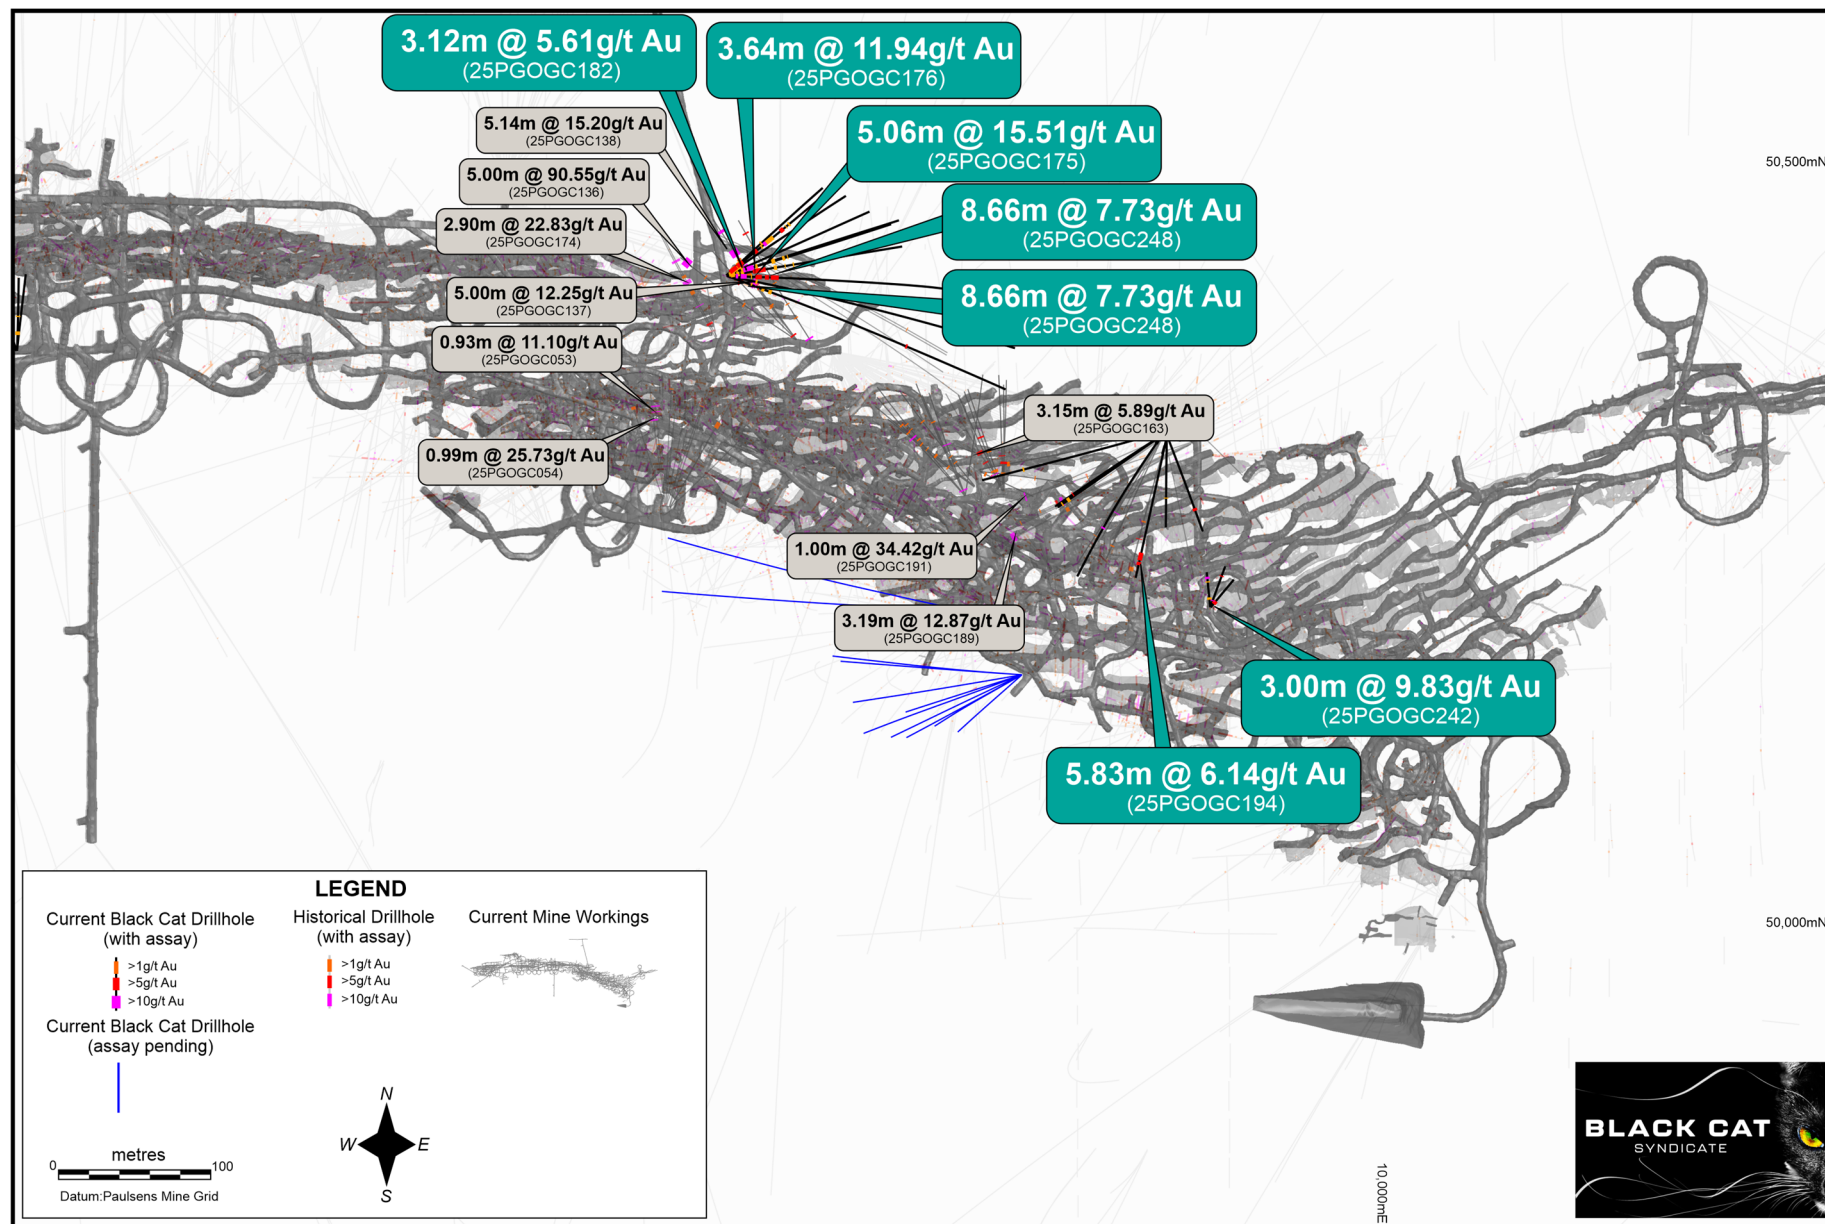 3.12m @ 5.61g/t Au
(25PGOGC182)
3.64m @ 11.94g/t Au
(25PGOGC176)
5.14m @ 15.20g/t Au
(25PGOGC138)
5.06m @ 15.51g/t Au
(25PGOGC175)
50,500mN
5.00m @ 90.55g/t Au
(25PGOGC136)
8.66m @ 7.73g/t Au
(25PGOGC248)
2.90m @ 22.83g/t Au
(25PGOGC174)
5.00m @ 12.25g/t Au
(25PGOGC137)
8.66m @ 7.73g/t Au
(25PGOGC248)
0.93m @ 11.10g/t Au
(25PGOGC053)
3.15m @ 5.89g/t Au
(25PGOGC163)
0.99m @ 25.73g/t Au
(25PGOGC054)
1.00m @ 34.42g/t Au
(25PGOGC191)
3.19m @ 12.87g/t Au
(25PGOGC189)
3.00m @ 9.83g/t Au
(25PGOGC242)
5.83m @ 6.14g/t Au
(25PGOGC194)
50,000mN
LEGEND
Current Black Cat Drillhole
(with assay)
>1g/t Au
>5g/t Au
>10g/t Au
Historical Drillhole
(with assay)
>1g/t Au
>5g/t Au
>10g/t Au
Current Mine Workings
Current Black Cat Drillhole
(assay pending)
N
W
E
S
metres
0
100
Datum:Paulsens Mine Grid
10,000mE
BLACK CAT
SYNDICATE